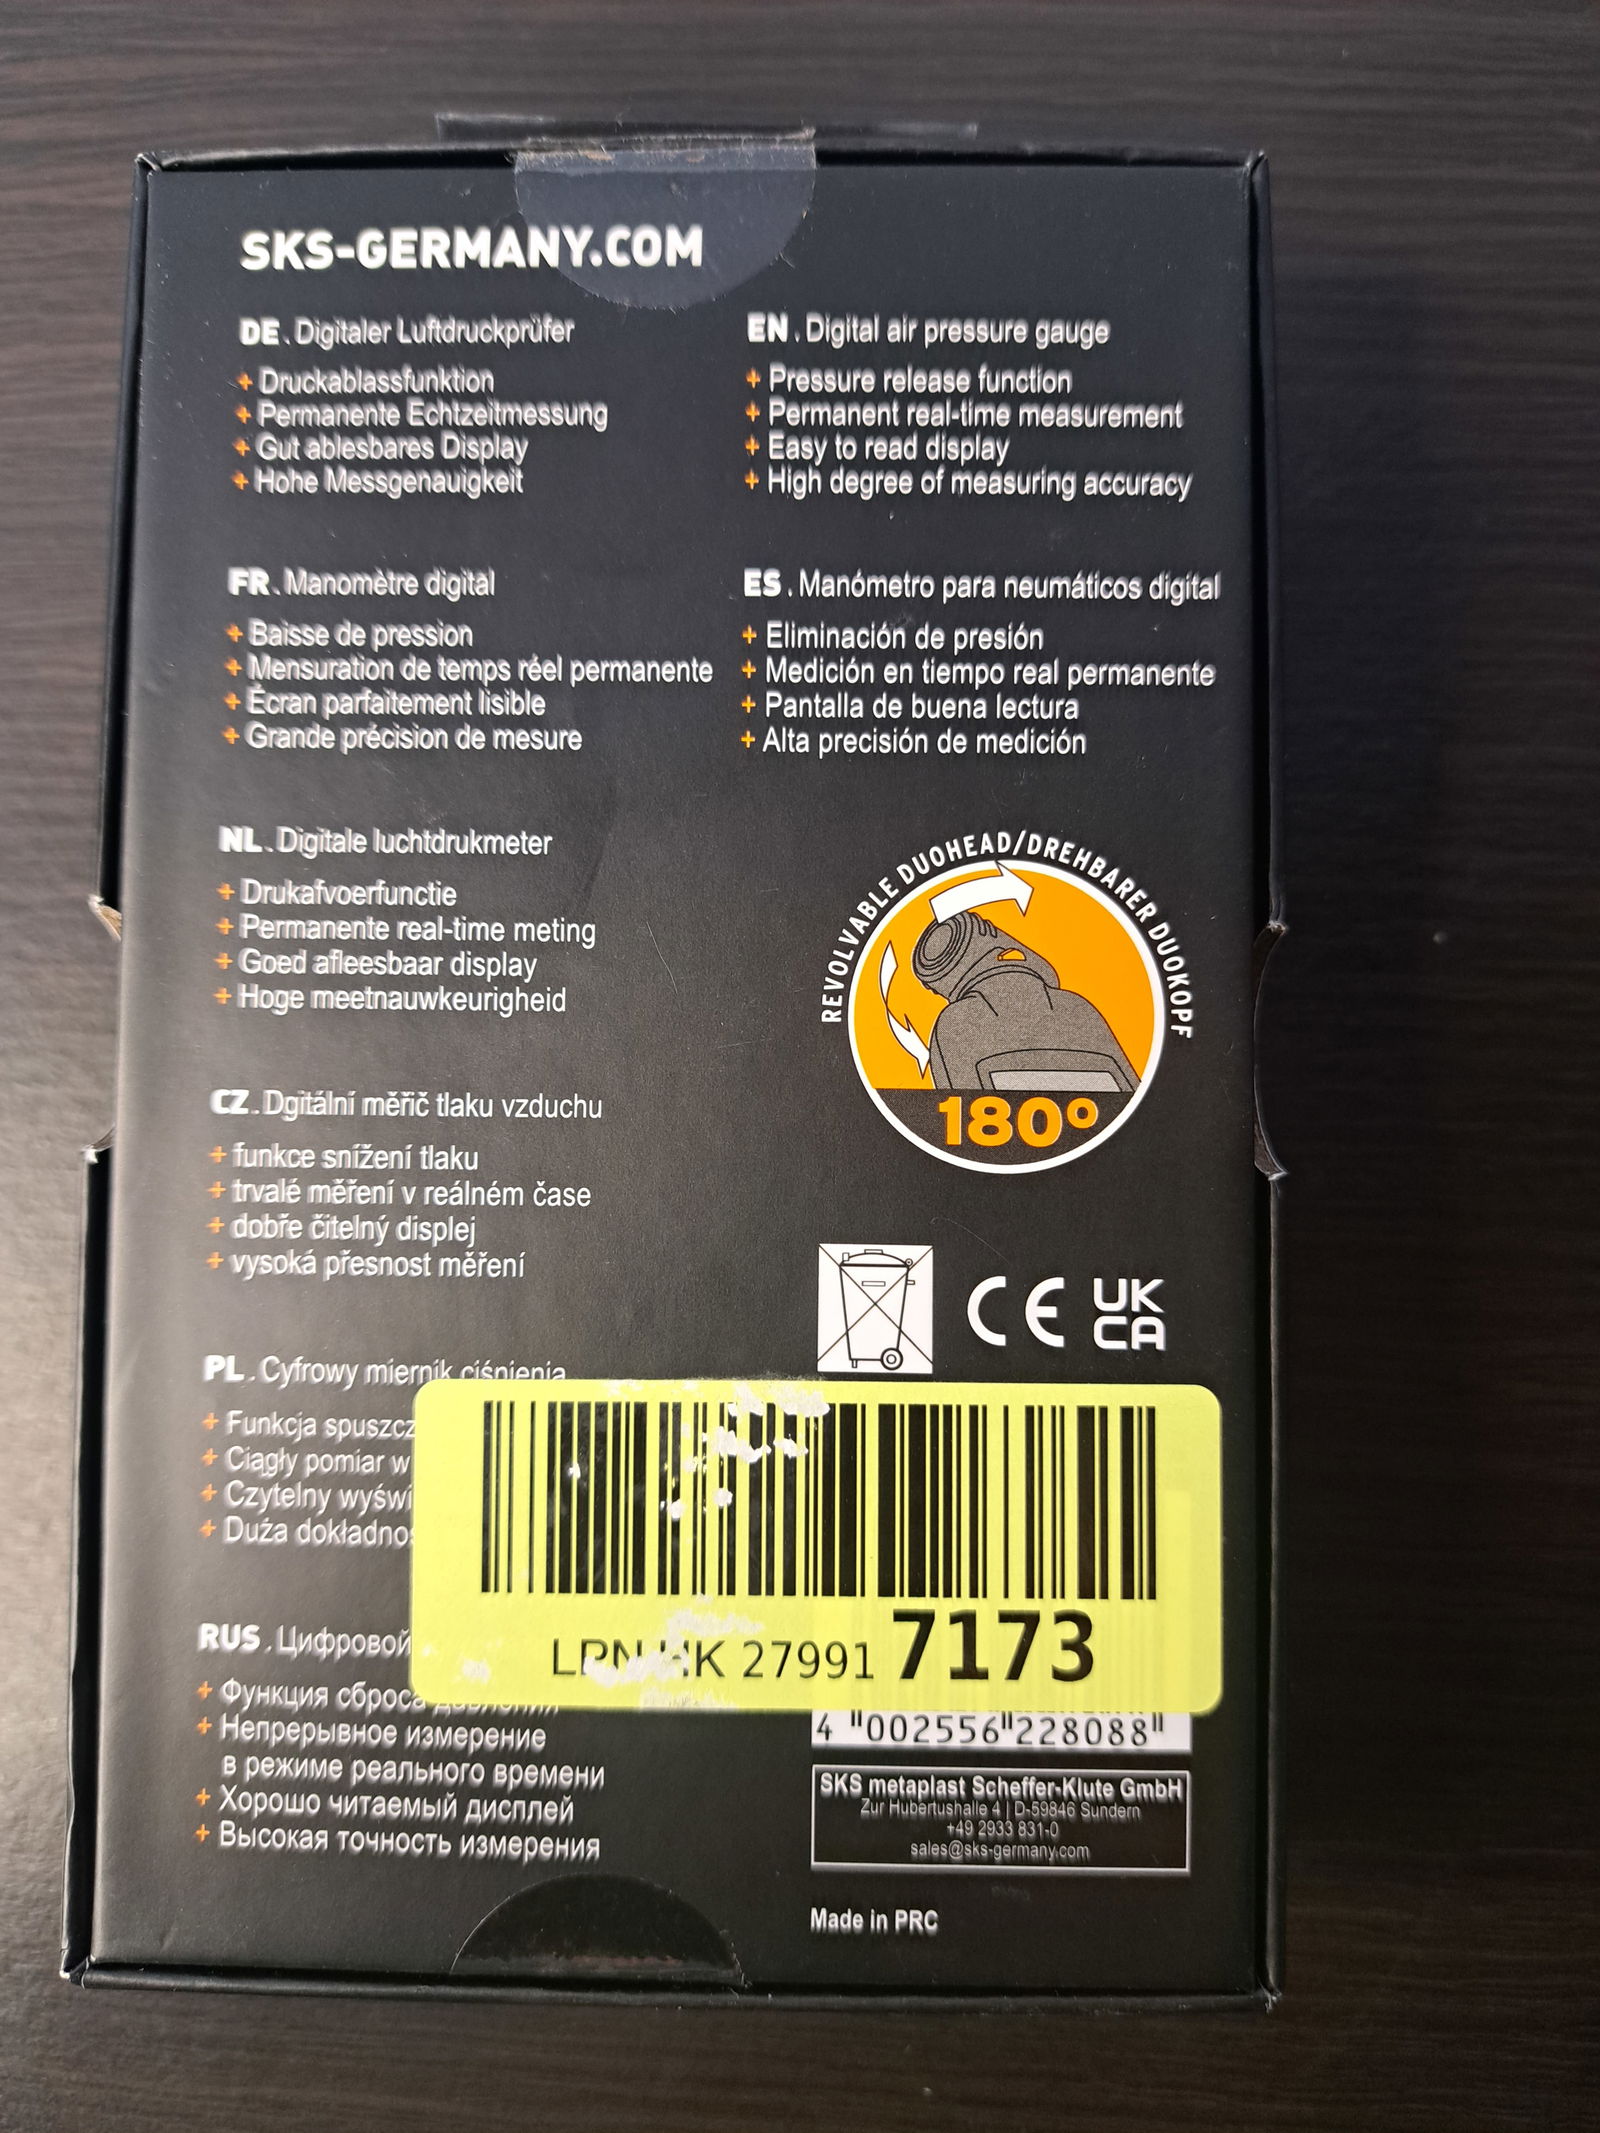 SKS-GERMANY.COM
DE. Digitaler Luftdruckprüfer
+ Druckablassfunktion
+ Permanente Echtzeitmessung
+ Gut ablesbares Display
+ Hohe Messgenauigkeit
EN. Digital air pressure gauge
+ Pressure release function
+ Permanent real-time measurement
+ Easy to read display
+ High degree of measuring accuracy
FR. Manomètre digital
+ Baisse de pression
+ Mensuration de temps réel permanente
+ Écran parfaitement lisible
+ Grande précision de mesure
ES. Manómetro para neumáticos digital
+ Eliminación de presión
+ Medición en tiempo real permanente
+ Pantalla de buena lectura
+ Alta precisión de medición
NL. Digitale luchtdrukmeter
+ Drukafvoerfunctie
+ Permanente real-time meting
+ Goed afleesbaar display
+ Hoge meetnauwkeurigheid
REVOLVABLE DUOHEAD/DREHBARER DUOKOPF
180°
CZ. Dgitální měřič tlaku vzduchu
+ funkce snížení tlaku
+ trvalé měření v reálném čase
+ dobře čitelný displej
+ vysoká přesnost měření
CE
UK
CA
PL. Cyfrowy miernik ciśnienia
+ Funkcja
+ Ciągły pomiar w
+ Czytelny
+ Duża
7173
27991
RUS. Цифровой
+ Функция сброса
+ Непрерывное измерение
в режиме реального времени
+ Хорошо читаемый дисплей
+ Высокая точность измерения
4 "002556"228088"
SKS metaplast Scheffer-Klute GmbH
Zur Hubertushalle 4 | D-59846 Sundern
+49 2933 831-0
sales@sks-germany.com
Made in PRC